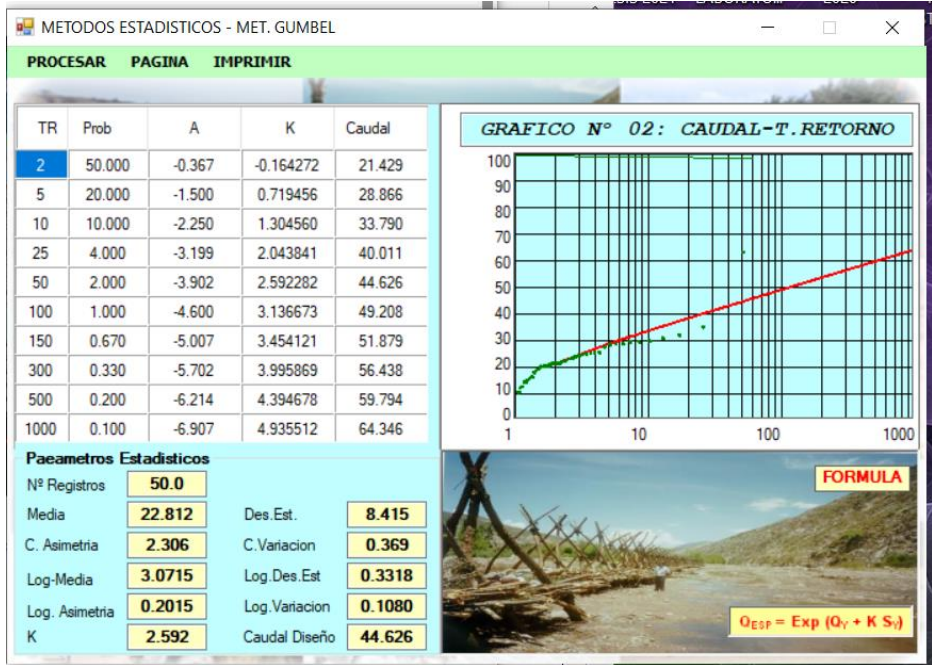 METODOS ESTADISTICOS - MET. GUMBEL
PROCESAR PAGINA IMPRIMIR
TR Prob A K Caudal
2 50.000 -0.367 -0.164272 21.429
5 20.000 -1.500 0.719456 28.866
10 10.000 -2.250 1.304560 33.790
25 4.000 -3.199 2.043841 40.011
50 2.000 -3.902 2.592282 44.626
100 1.000 -4.600 3.136673 49.208
150 0.670 -5.007 3.454121 51.879
300 0.330 -5.702 3.995869 56.438
500 0.200 -6.214 4.394678 59.794
1000 0.100 -6.907 4.935512 64.346
GRAFICO Nº 02: CAUDAL-T.RETORNO
100
90
80
70
60
50
40
30
20
10
0
1 10 100 1000
Paeametros Estadisticos
Nº Registros 50.0
Media 22.812 Des.Est. 8.415
C. Asimetria 2.306 C.Variacion 0.369
Log-Media 3.0715 Log.Des.Est 0.3318
Log. Asimetria 0.2015 Log.Variacion 0.1080
K 2.592 Caudal Diseño 44.626
FORMULA
QESP = Exp (QY + K SY)